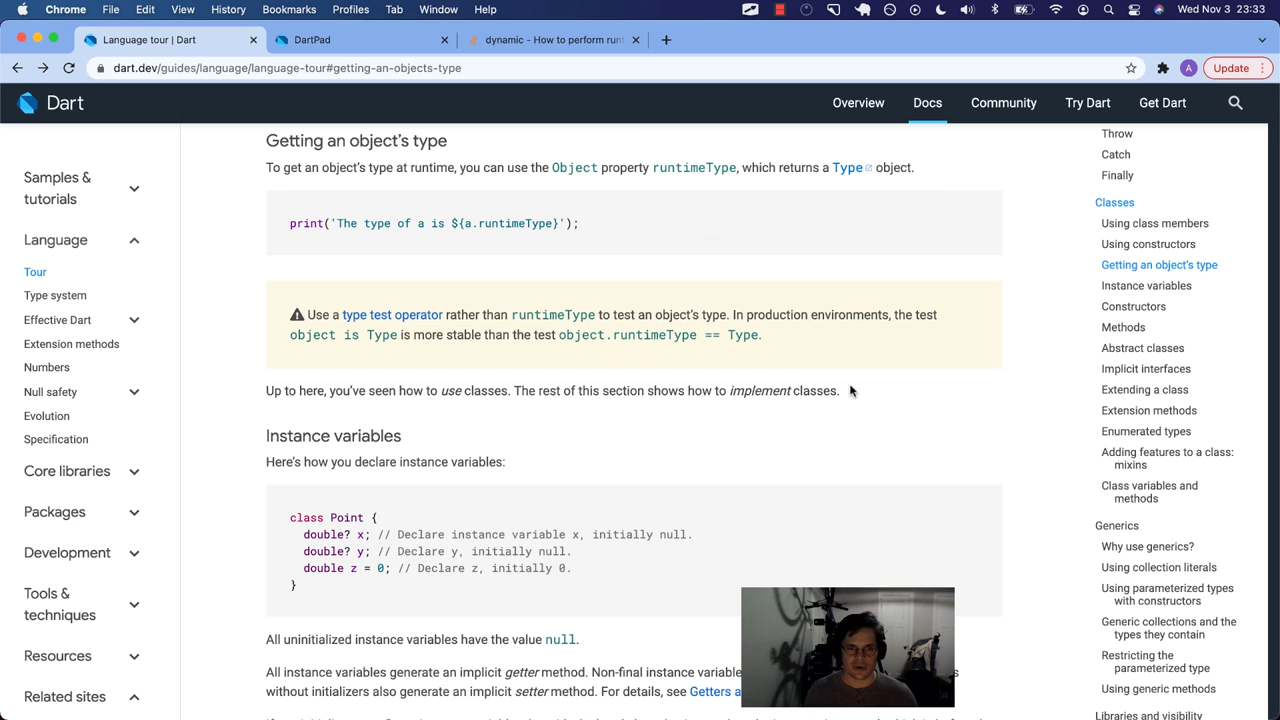 Chrome File Edit View History Bookmarks Profiles Tab Window Help Wed Nov 3 23:33
Language tour | Dart DartPad dynamic - How to perform run
dart.dev/guides/language/language-tour#getting-an-objects-type A Update
Dart Overview Docs Community Try Dart Get Dart
Samples &
tutorials
Language
Tour
Type system
Effective Dart
Extension methods
Numbers
Null safety
Evolution
Specification
Core libraries
Packages
Development
Tools &
techniques
Resources
Related sites
Getting an object's type
To get an object's type at runtime, you can use the Object property runtimeType, which returns a Type object.
print('The type of a is ${a.runtimeType}');
Use a type test operator rather than runtimeType to test an object's type. In production environments, the test
object is Type is more stable than the test object.runtimeType == Type.
Up to here, you've seen how to use classes. The rest of this section shows how to implement classes.
Instance variables
Here's how you declare instance variables:
class Point {
double? x; // Declare instance variable x, initially null.
double? y; // Declare y, initially null.
double z = 0; // Declare z, initially 0.
}
All uninitialized instance variables have the value null.
All instance variables generate an implicit getter method. Non-final instance variable
without initializers also generate an implicit setter method. For details, see Getters a
Throw
Catch
Finally
Classes
Using class members
Using constructors
Getting an object's type
Instance variables
Constructors
Methods
Abstract classes
Implicit interfaces
Extending a class
Extension methods
Enumerated types
Adding features to a class:
mixins
Class variables and
methods
Generics
Why use generics?
Using collection literals
Using parameterized types
with constructors
Generic collections and the
types they contain
Restricting the
parameterized type
Using generic methods
Libraries and visibility